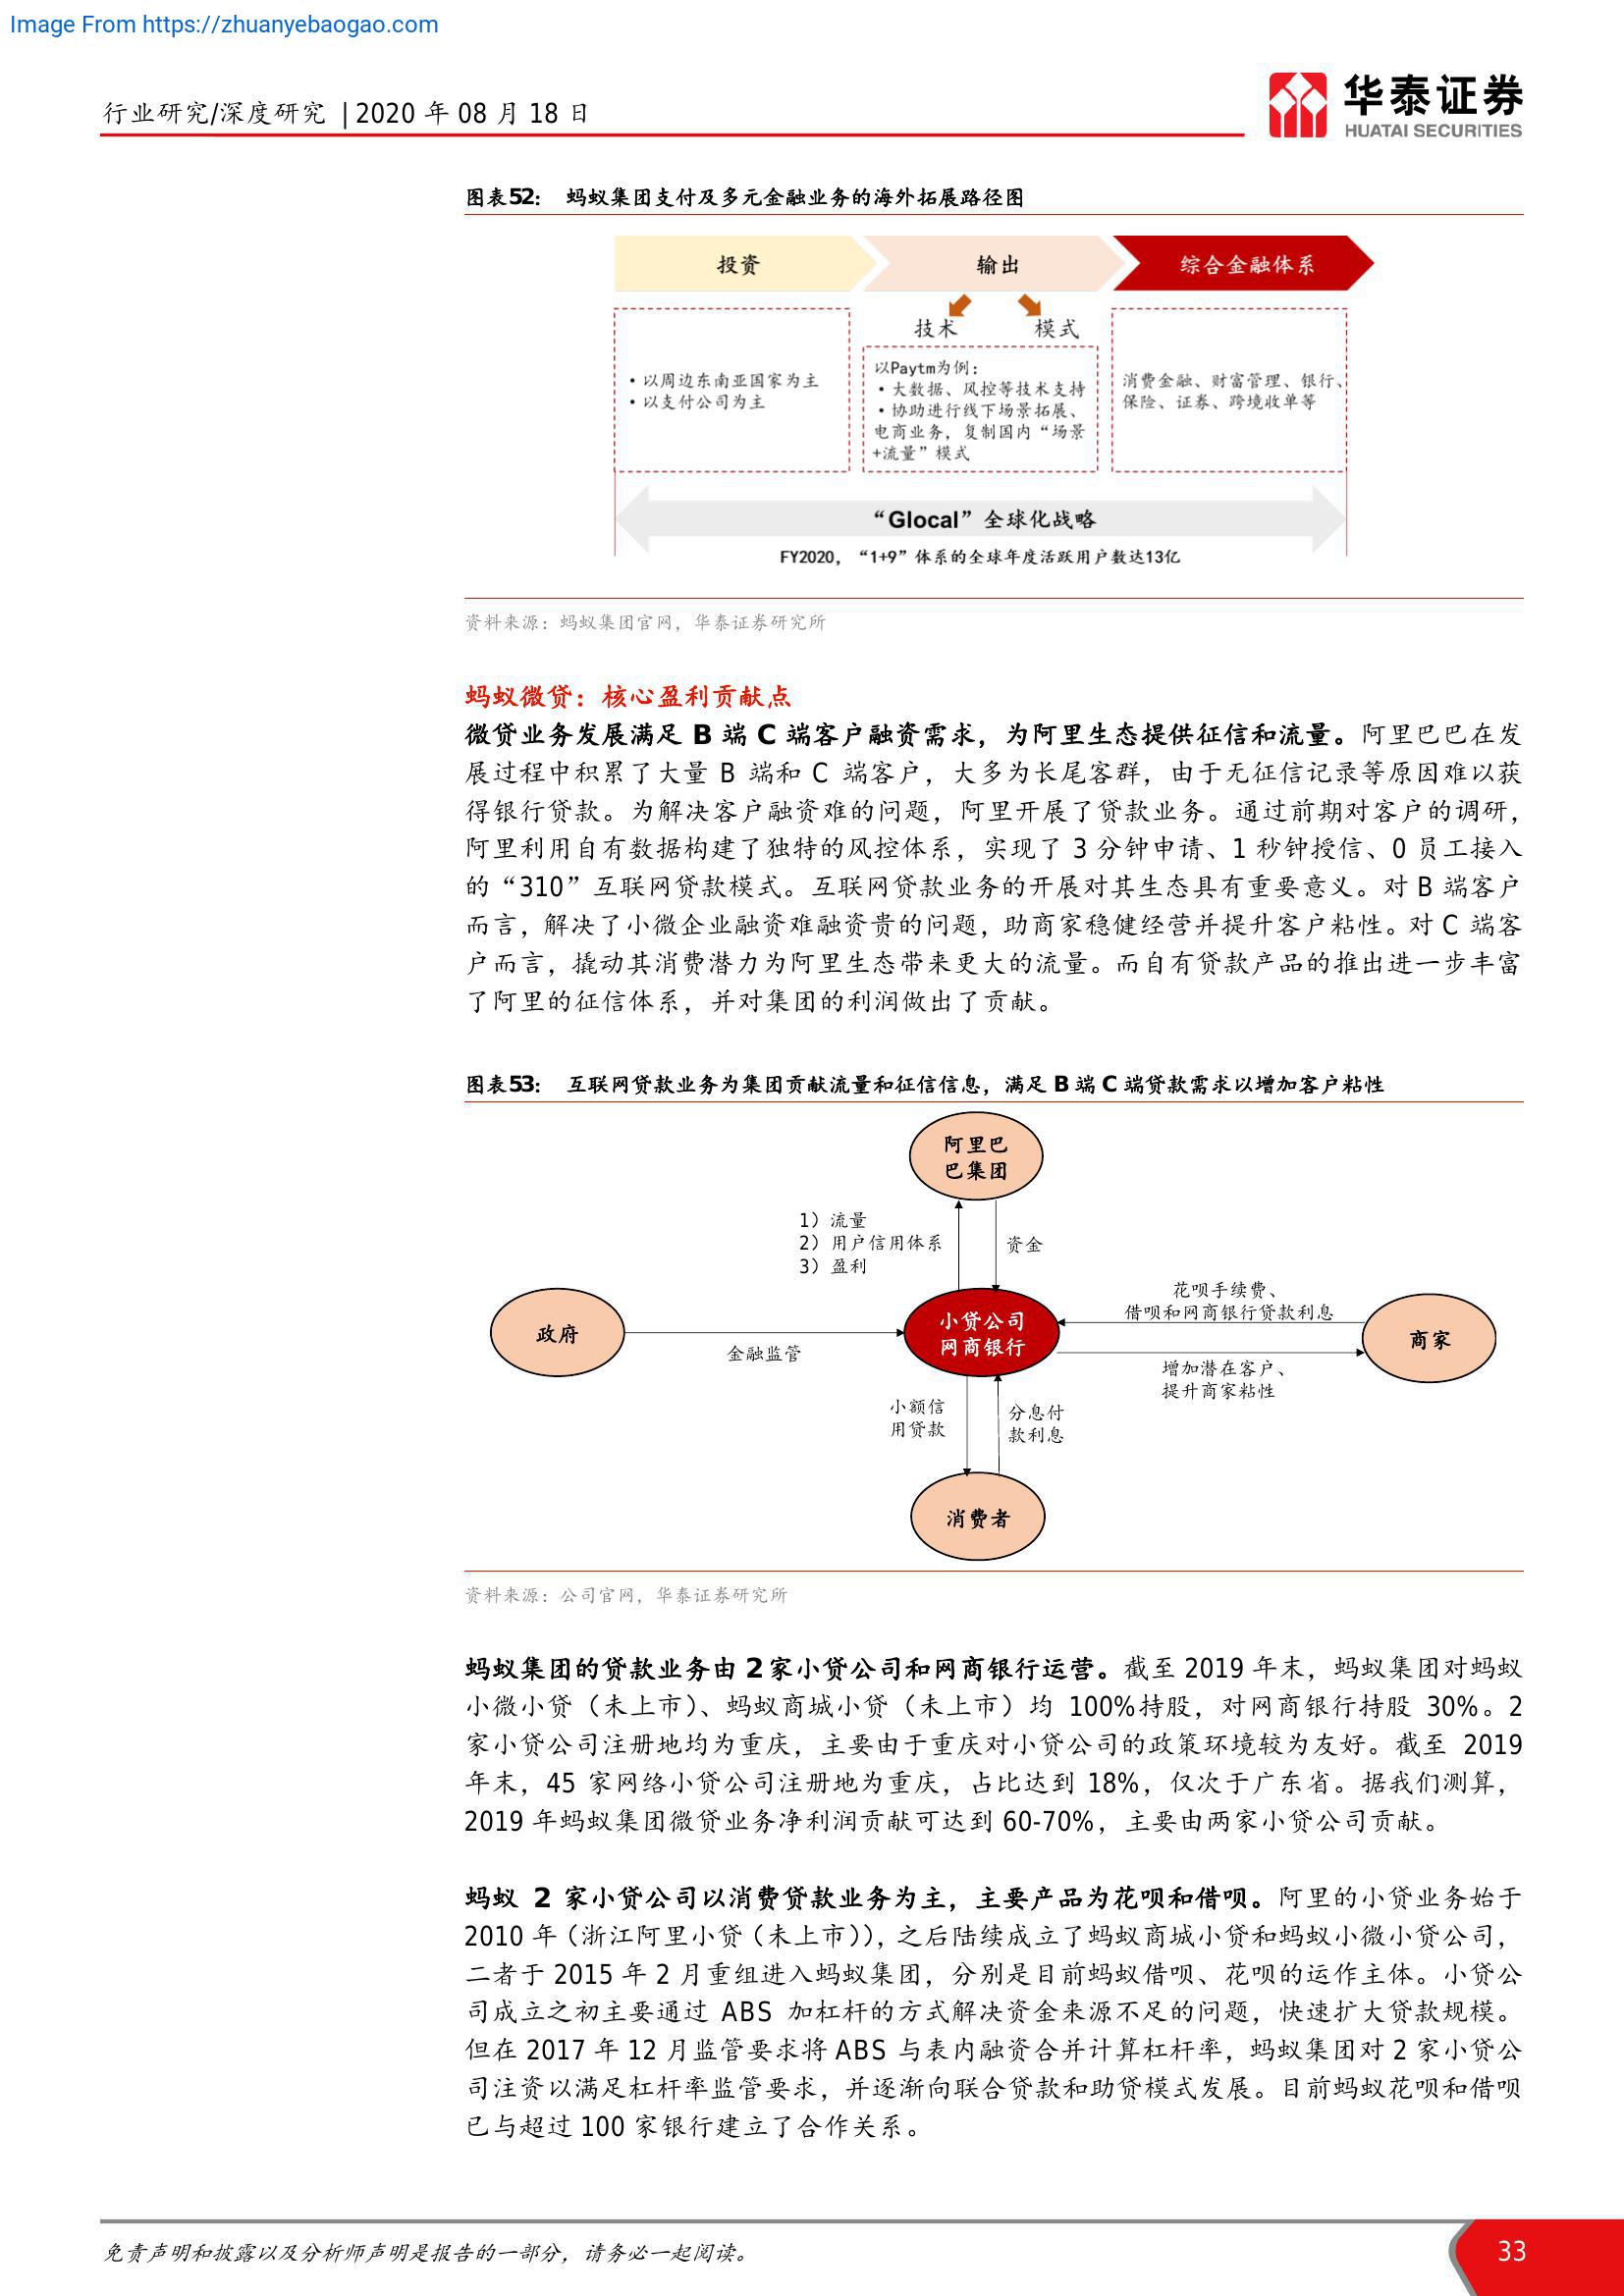 Image From https://zhuanyebaogao.com
行业研究/深度研究 | 2020 年 08 月 18 日
华泰证券
HUATAI SECURITIES
图表52： 蚂蚁集团支付及多元金融业务的海外拓展路径图
投资
输出
综合金融体系
技术
模式
• 以周边东南亚国家为主
• 以支付公司为主
以Paytm为例：
• 大数据、风控等技术支持
• 协助进行线下场景拓展、
电商业务，复制国内“场景
+流量”模式
消费金融、财富管理、银行、
保险、证券、跨境收单等
“Glocal”全球化战略
FY2020，“1+9”体系的全球年度活跃用户数达13亿
资料来源：蚂蚁集团官网，华泰证券研究所
蚂蚁微贷：核心盈利贡献点
微贷业务发展满足 B 端 C 端客户融资需求，为阿里生态提供征信和流量。阿里巴巴在发
展过程中积累了大量 B 端和 C 端客户，大多为长尾客群，由于无征信记录等原因难以获
得银行贷款。为解决客户融资难的问题，阿里开展了贷款业务。通过前期对客户的调研，
阿里利用自有数据构建了独特的风控体系，实现了 3 分钟申请、1 秒钟授信、0 员工接入
的“310”互联网贷款模式。互联网贷款业务的开展对其生态具有重要意义。对 B 端客户
而言，解决了小微企业融资难融资贵的问题，助商家稳健经营并提升客户粘性。对 C 端客
户而言，撬动其消费潜力为阿里生态带来更大的流量。而自有贷款产品的推出进一步丰富
了阿里的征信体系，并对集团的利润做出了贡献。
图表53： 互联网贷款业务为集团贡献流量和征信信息，满足 B 端 C 端贷款需求以增加客户粘性
阿里巴
巴集团
1）流量
2）用户信用体系
3）盈利
资金
政府
金融监管
小贷公司
网商银行
花呗手续费、
借呗和网商银行贷款利息
商家
增加潜在客户、
提升商家粘性
小额信
用贷款
分息付
款利息
消费者
资料来源：公司官网，华泰证券研究所
蚂蚁集团的贷款业务由 2 家小贷公司和网商银行运营。截至 2019 年末，蚂蚁集团对蚂蚁
小微小贷（未上市）、蚂蚁商城小贷（未上市）均 100%持股，对网商银行持股 30%。2
家小贷公司注册地均为重庆，主要由于重庆对小贷公司的政策环境较为友好。截至 2019
年末，45 家网络小贷公司注册地为重庆，占比达到 18%，仅次于广东省。据我们测算，
2019 年蚂蚁集团微贷业务净利润贡献可达到 60-70%，主要由两家小贷公司贡献。
蚂蚁 2 家小贷公司以消费贷款业务为主，主要产品为花呗和借呗。阿里的小贷业务始于
2010 年（浙江阿里小贷（未上市）），之后陆续成立了蚂蚁商城小贷和蚂蚁小微小贷公司，
二者于 2015 年 2 月重组进入蚂蚁集团，分别是目前蚂蚁借呗、花呗的运作主体。小贷公
司成立之初主要通过 ABS 加杠杆的方式解决资金来源不足的问题，快速扩大贷款规模。
但在 2017 年 12 月监管要求将 ABS 与表内融资合并计算杠杆率，蚂蚁集团对 2 家小贷公
司注资以满足杠杆率监管要求，并逐渐向联合贷款和助贷模式发展。目前蚂蚁花呗和借呗
已与超过 100 家银行建立了合作关系。
免责声明和披露以及分析师声明是报告的一部分，请务必一起阅读。
33